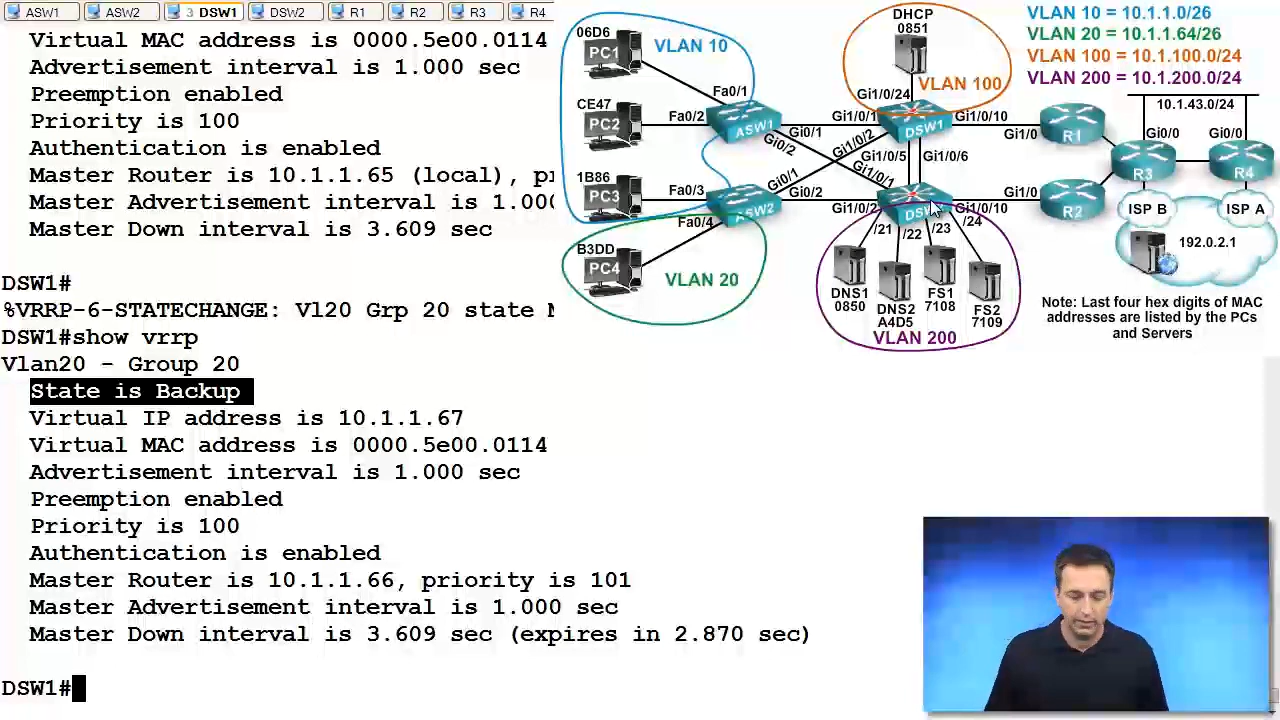 ASW1 ASW2 3 DSW1 DSW2 R1 R2 R3 R4
Virtual MAC address is 0000.5e00.0114
Advertisement interval is 1.000 sec
Preemption enabled
Priority is 100
Authentication is enabled
Master Router is 10.1.1.65 (local), pr
Master Advertisement interval is 1.000
Master Down interval is 3.609 sec
DSW1#
%VRRP-6-STATECHANGE: Vl20 Grp 20 state M
DSW1#show vrrp
Vlan20 - Group 20
State is Backup
Virtual IP address is 10.1.1.67
Virtual MAC address is 0000.5e00.0114
Advertisement interval is 1.000 sec
Preemption enabled
Priority is 100
Authentication is enabled
Master Router is 10.1.1.66, priority is 101
Master Advertisement interval is 1.000 sec
Master Down interval is 3.609 sec (expires in 2.870 sec)
DSW1#
06D6
PC1
VLAN 10
Fa0/1
CE47
PC2
Fa0/2
ASW1
Gi0/1
Gi0/2
1B86
PC3
Fa0/3
ASW2
Gi0/1
Gi0/2
Fa0/4
B3DD
PC4
VLAN 20
DHCP
0851
VLAN 100
Gi1/0/24
Gi1/0/1
Gi1/0/2
DSW1
Gi1/0/10
Gi1/0/5
Gi1/0/6
Gi1/0/1
Gi1/0/2
Gi1/0/10
/21
/22
/23
/24
DNS1
0850
DNS2
A4D5
FS1
7108
FS2
7109
VLAN 200
Gi1/0
R1
Gi1/0
R2
VLAN 10 = 10.1.1.0/26
VLAN 20 = 10.1.1.64/26
VLAN 100 = 10.1.100.0/24
VLAN 200 = 10.1.200.0/24
10.1.43.0/24
Gi0/0
Gi0/0
R3
R4
ISP B
ISP A
192.0.2.1
Note: Last four hex digits of MAC
addresses are listed by the PCs
and Servers